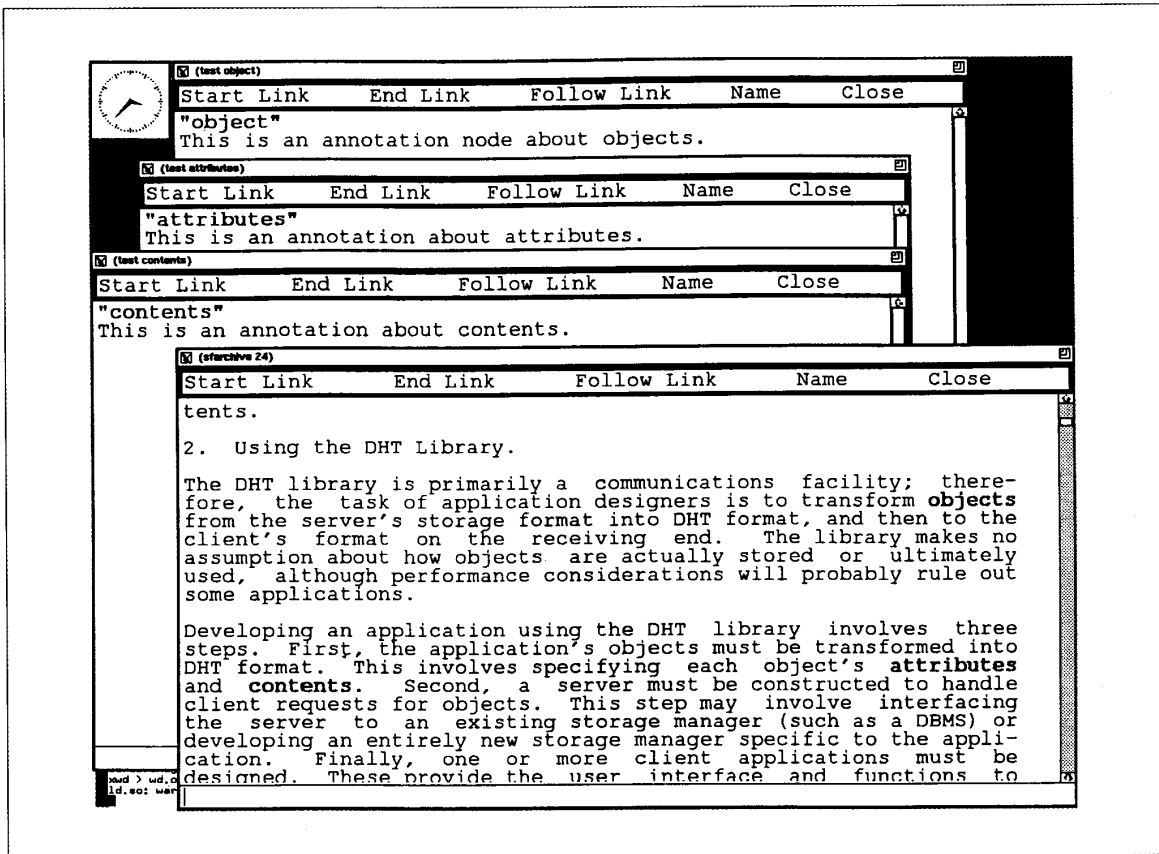 (test object)
Start Link End Link Follow Link Name Close
"object"
This is an annotation node about objects.
(test attributes)
Start Link End Link Follow Link Name Close
"attributes"
This is an annotation about attributes.
(test contents)
Start Link End Link Follow Link Name Close
"contents"
This is an annotation about contents.
(sfarchive 24)
Start Link End Link Follow Link Name Close
tents.
2. Using the DHT Library.
The DHT library is primarily a communications facility; there-
fore, the task of application designers is to transform objects
from the server's storage format into DHT format, and then to the
client's format on the receiving end. The library makes no
assumption about how objects are actually stored or ultimately
used, although performance considerations will probably rule out
some applications.
Developing an application using the DHT library involves three
steps. First, the application's objects must be transformed into
DHT format. This involves specifying each object's attributes
and contents. Second, a server must be constructed to handle
client requests for objects. This step may involve interfacing
the server to an existing storage manager (such as a DBMS) or
developing an entirely new storage manager specific to the appli-
cation. Finally, one or more client applications must be
designed. These provide the user interface and functions to
xwd > wd.o
ld.so: war